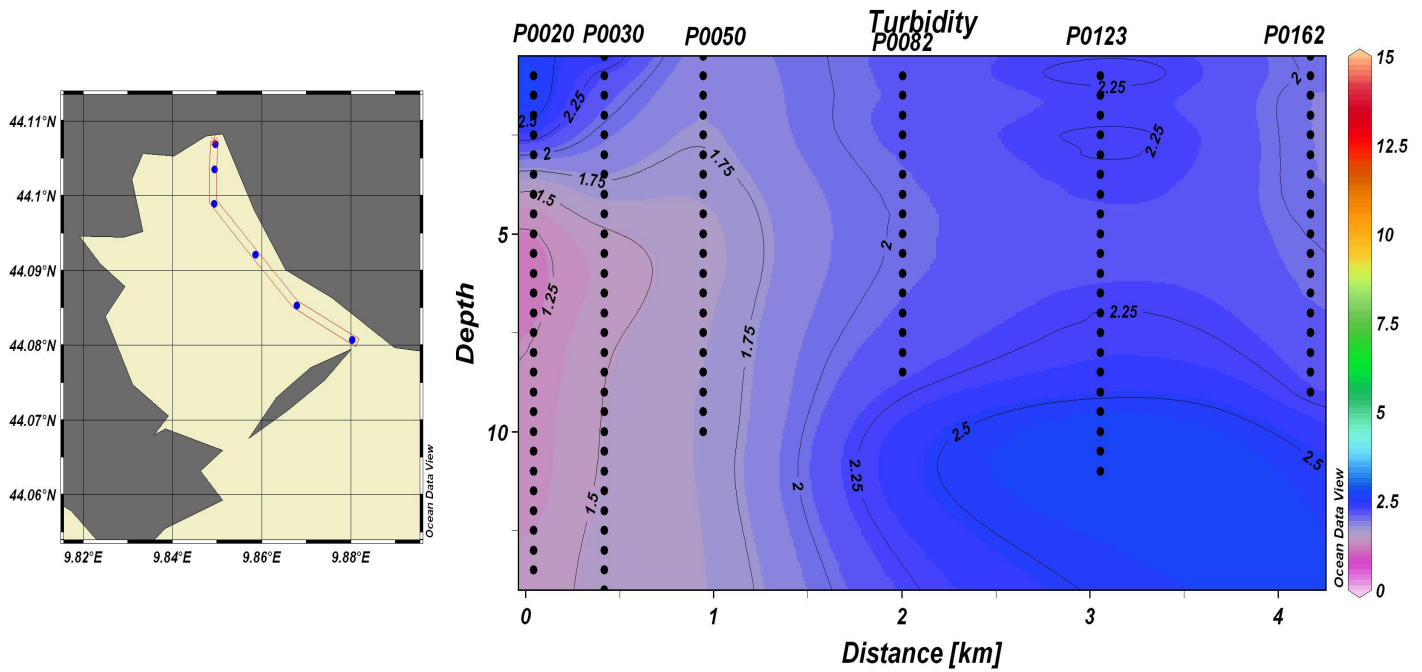 Turbidity
P0020 P0030 P0050 P0082 P0123 P0162
44.11°N
44.1°N
44.09°N
44.08°N
44.07°N
44.06°N
9.82°E 9.84°E 9.86°E 9.88°E
Ocean Data View
Depth
5
10
2.5
2.25
2
1.75
1.5
1.25
1.5
1.75
1.75
2
2
2.25
2.25
2.25
2.25
2.5
2.5
2
0 1 2 3 4
Distance [km]
Ocean Data View
15
12.5
10
7.5
5
2.5
0